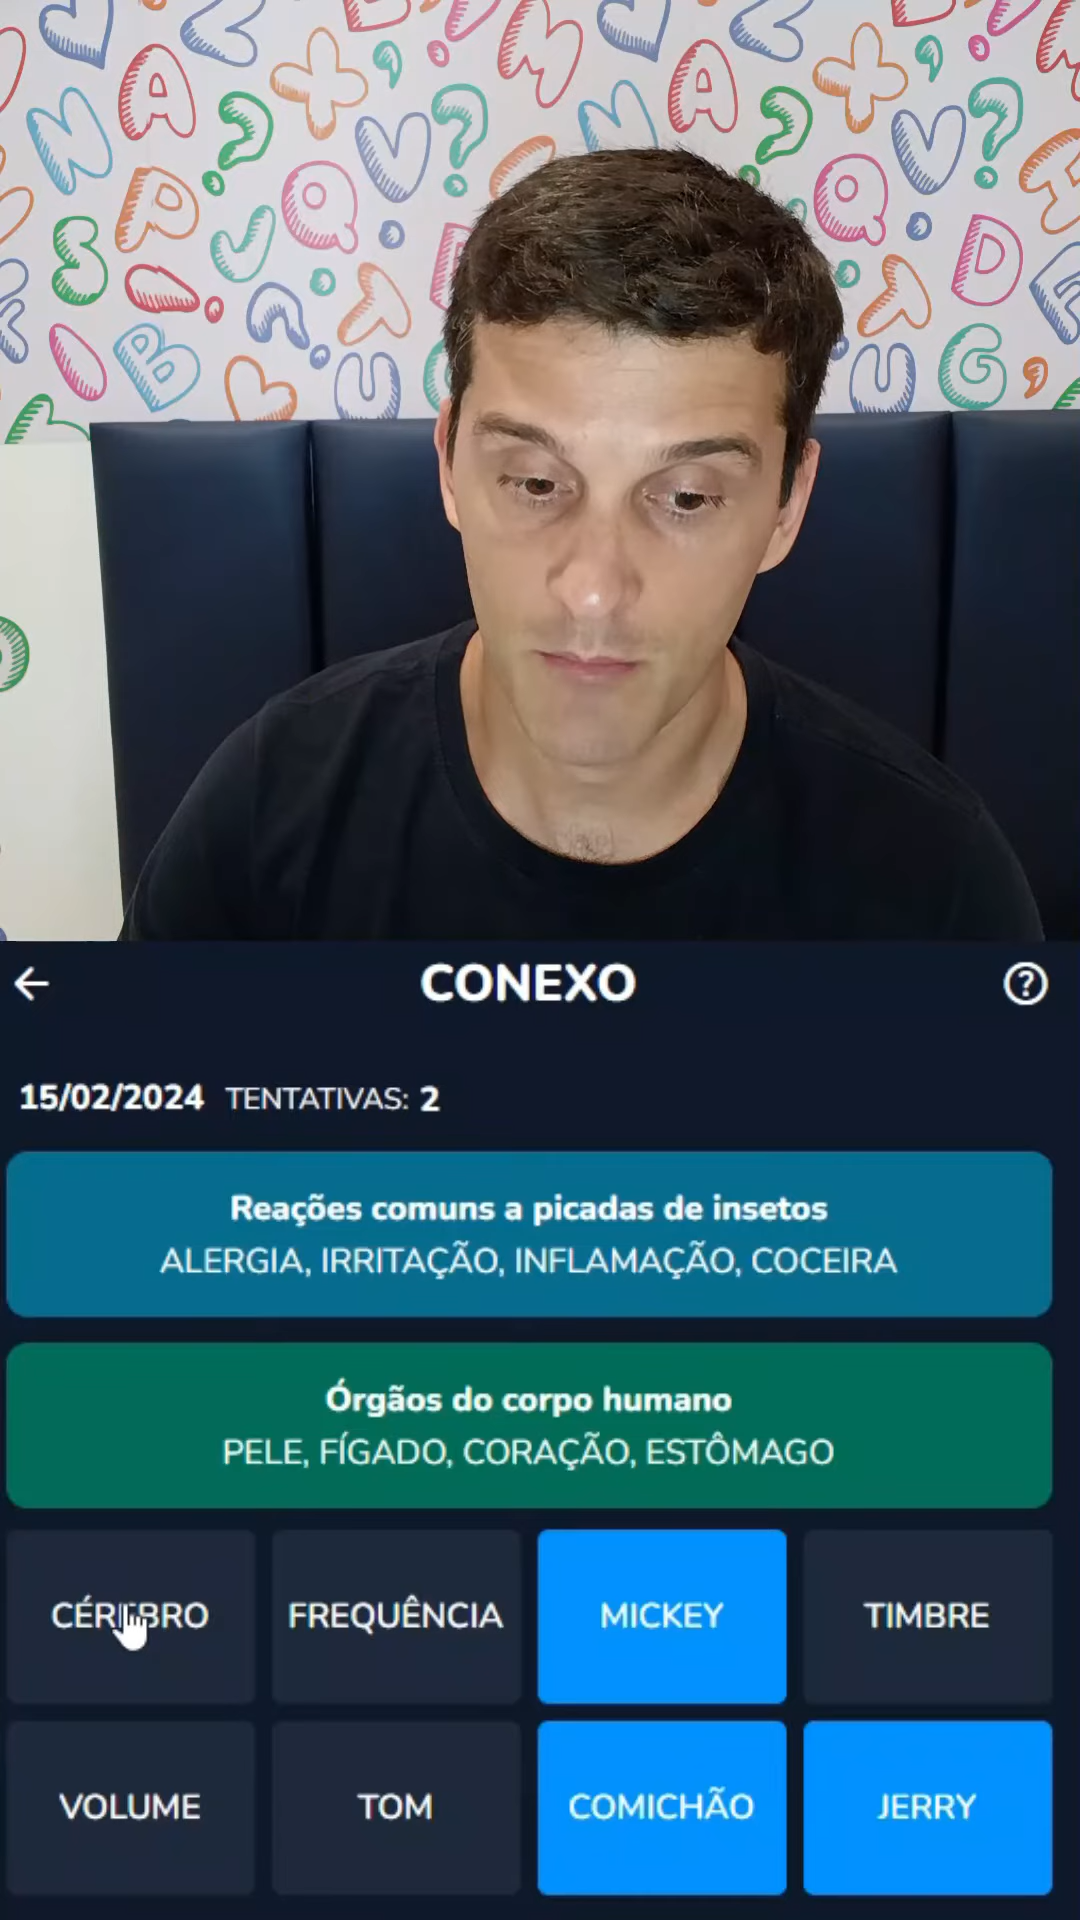 CONEXO
15/02/2024 TENTATIVAS: 2
Reações comuns a picadas de insetos
ALERGIA, IRRITAÇÃO, INFLAMAÇÃO, COCEIRA
Órgãos do corpo humano
PELE, FÍGADO, CORAÇÃO, ESTÔMAGO
CÉREBRO FREQUÊNCIA MICKEY TIMBRE
VOLUME TOM COMICHÃO JERRY